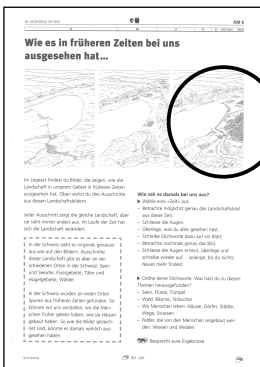 IN FRÜHEREN ZEITEN
KM 6
Wie es in früheren Zeiten bei uns
ausgesehen hat...
Im Leseset findest du Bilder, die zeigen, wie die
Landschaft in unserem Gebiet in früheren Zeiten
ausgesehen hat. Oben siehst du drei Ausschnitte
aus diesen Landschaftsbildern.
Jeder Ausschnitt zeigt die gleiche Landschaft, aber
sie sieht immer anders aus. Im Laufe der Zeit hat
sich die Landschaft verändert.
In der Schweiz sieht es nirgends genauso
aus wie auf den Bildern. Ausschnitte
dieser Landschaft gibt es aber an ver-
schiedenen Orten in der Schweiz: Seen
und Seeufer, Flussgebiete, Täler und
Hügelgebiete, Wälder.
In der Schweiz wurden an vielen Orten
Spuren aus früheren Zeiten gefunden. So
können wir uns vorstellen, wo die Men-
schen früher gelebt haben, wie sie Häuser
gebaut haben. So wie die Bilder gezeich-
net sind, könnte es damals wirklich aus-
gesehen haben.
Wie sah es damals bei uns aus?
▶ Wähle eine «Zeit» aus.
– Betrachte möglichst genau das Landschaftsbild
aus dieser Zeit.
– Schliesse die Augen.
– Überlege, was du alles gesehen hast.
– Schreibe Stichworte dazu auf ein Blatt.
– Betrachte nochmals genau das Bild.
– Schliesse die Augen erneut, überlege und
schreibe wieder auf... solange, bis du nichts
Neues mehr findest.
▶ Ordne deine Stichworte. Was hast du zu diesen
Themen herausgefunden?
– Seen, Flüsse, Tümpel
– Wald, Bäume, Sträucher
– Wo Menschen leben: Häuser, Dörfer, Städte,
Wege, Strassen
– Felder, die von den Menschen angebaut wer-
den: Wiesen und Weiden
Besprecht eure Ergebnisse.